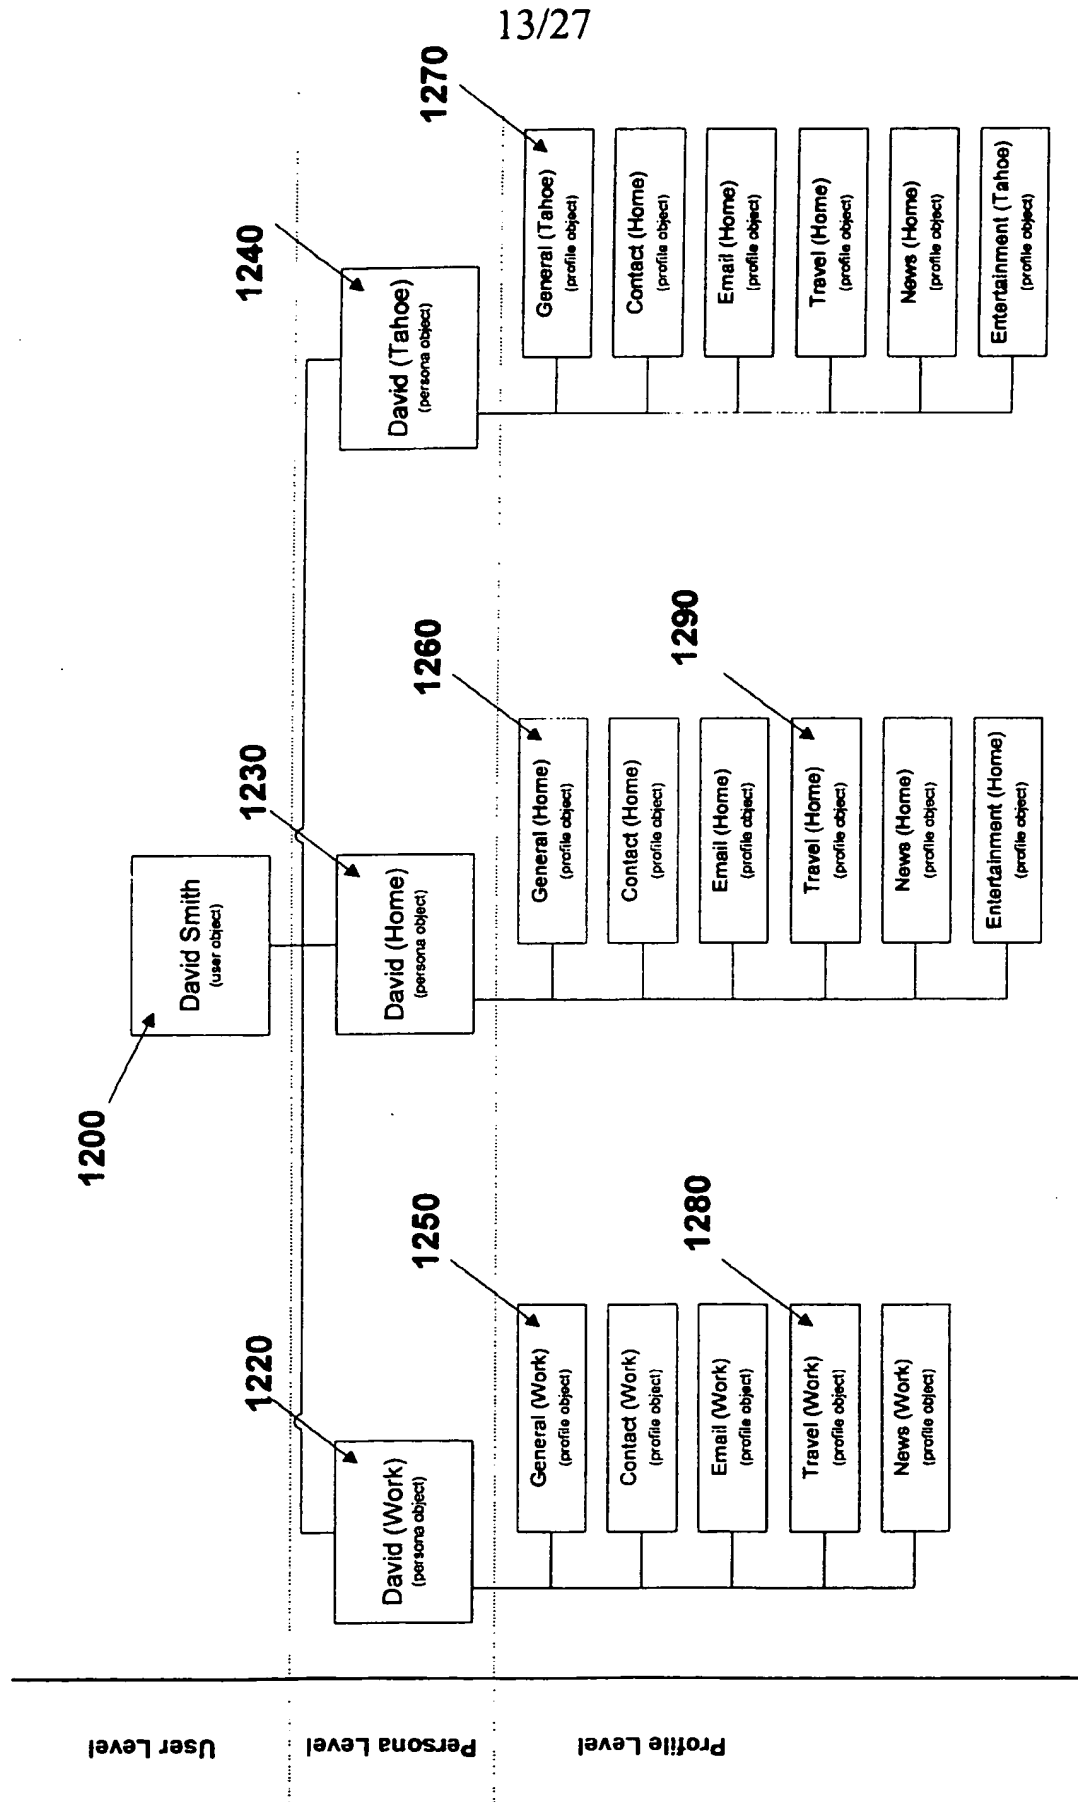 13/27
User Level
Persona Level
Profile Level
1200
David Smith
(user object)
1220
David (Work)
(persona object)
1230
David (Home)
(persona object)
1240
David (Tahoe)
(persona object)
1250
General (Work)
(profile object)
Contact (Work)
(profile object)
Email (Work)
(profile object)
1280
Travel (Work)
(profile object)
News (Work)
(profile object)
1260
General (Home)
(profile object)
Contact (Home)
(profile object)
Email (Home)
(profile object)
1290
Travel (Home)
(profile object)
News (Home)
(profile object)
Entertainment (Home)
(profile object)
1270
General (Tahoe)
(profile object)
Contact (Home)
(profile object)
Email (Home)
(profile object)
Travel (Home)
(profile object)
News (Home)
(profile object)
Entertainment (Tahoe)
(profile object)